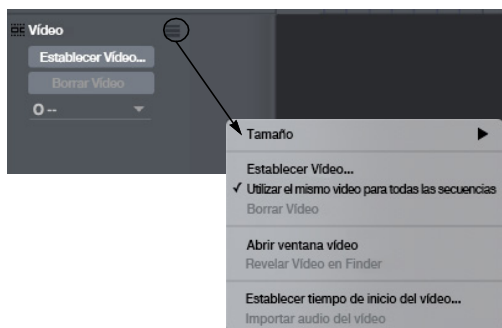 Vídeo
Establecer Vídeo...
Borrar Vídeo
O --
Tamaño
Establecer Vídeo...
✓ Utilizar el mismo vídeo para todas las secuencias
Borrar Vídeo
Abrir ventana vídeo
Revelar Vídeo en Finder
Establecer tiempo de inicio del vídeo...
Importar audio del vídeo